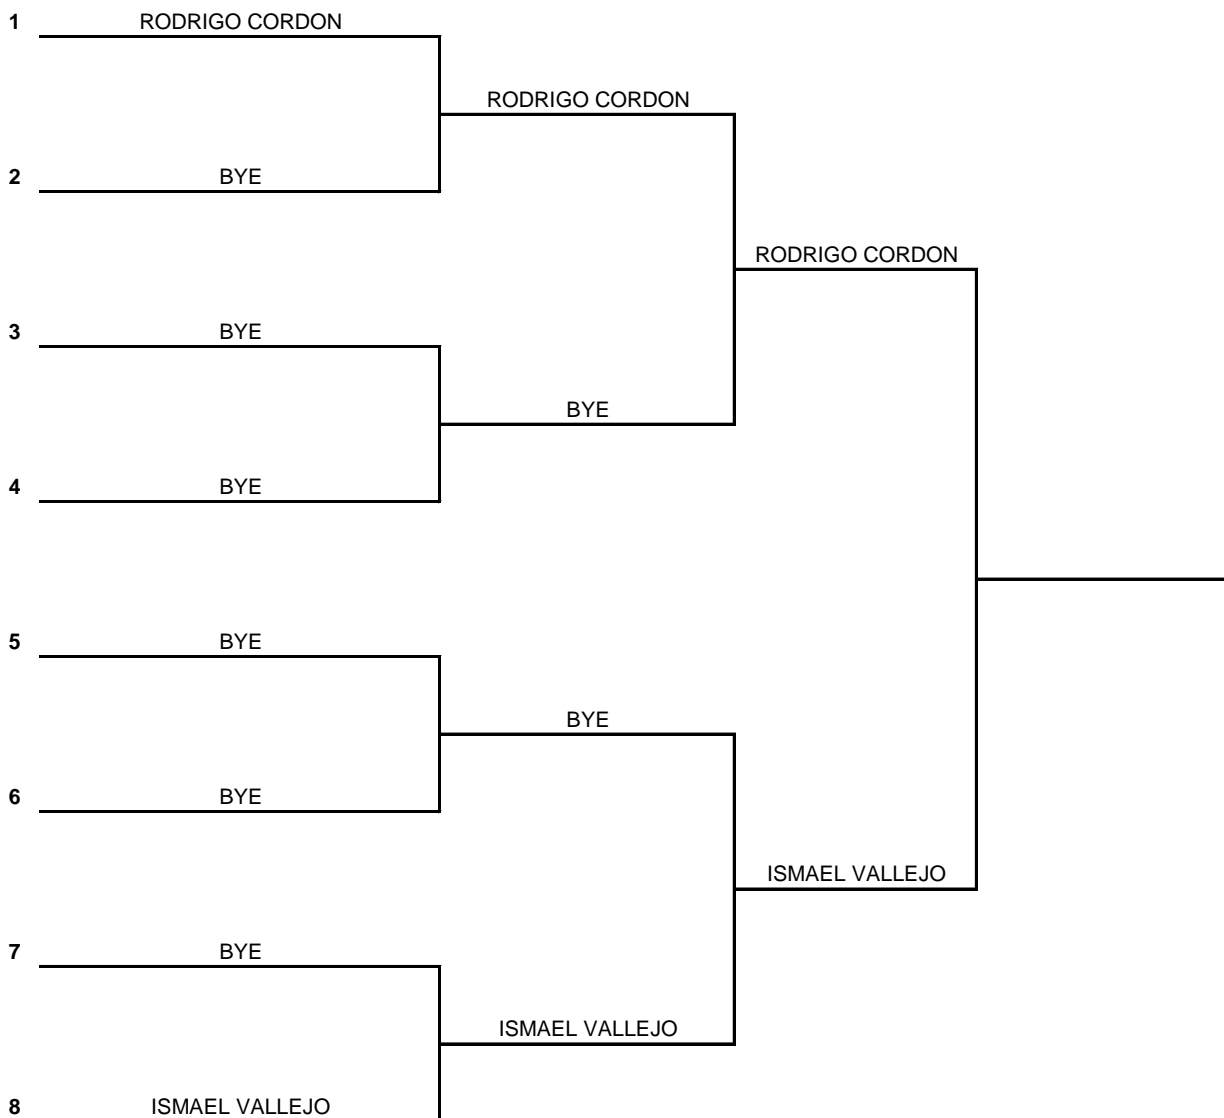 1 RODRIGO CORDON
RODRIGO CORDON
2 BYE
RODRIGO CORDON
3 BYE
BYE
4 BYE
5 BYE
BYE
6 BYE
ISMAEL VALLEJO
7 BYE
ISMAEL VALLEJO
8 ISMAEL VALLEJO